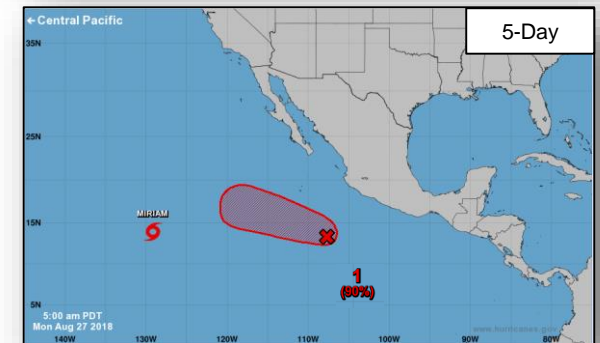 ←Central Pacific
5-Day
35N
25N
MIRIAM
15N
1
(90%)
5N
5:00 am PDT
Mon Aug 27 2018
www.hurricanes.gov
140W 130W 120W 110W 100W 90W 80W